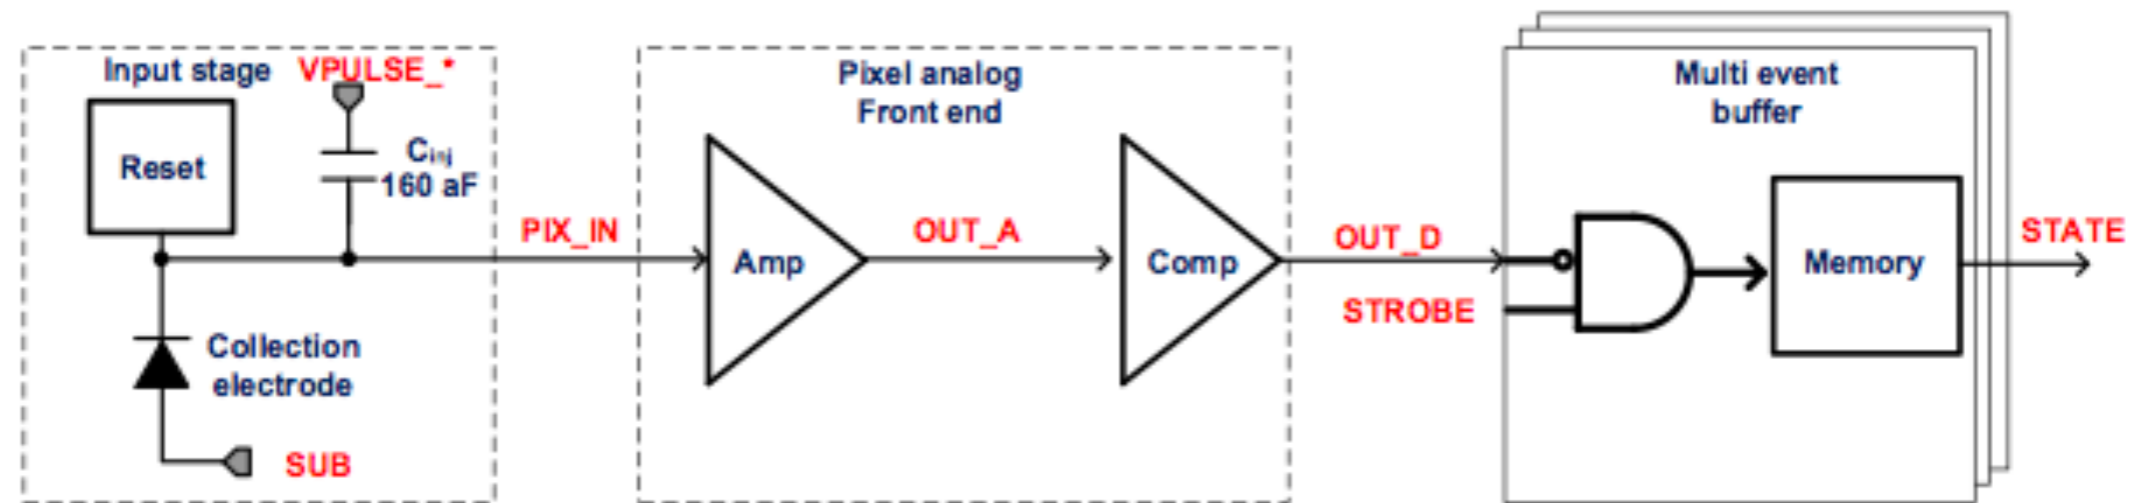 Input stage
VPULSE_*
Reset
Cinj
160 aF
Collection
electrode
SUB
PIX_IN
Pixel analog
Front end
Amp
OUT_A
Comp
OUT_D
STROBE
Multi event
buffer
Memory
STATE